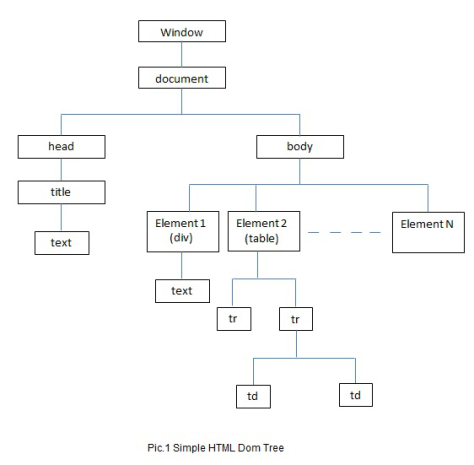 Window
document
head
body
title
text
Element 1
(div)
Element 2
(table)
Element N
text
tr
tr
td
td
Pic.1 Simple HTML Dom Tree